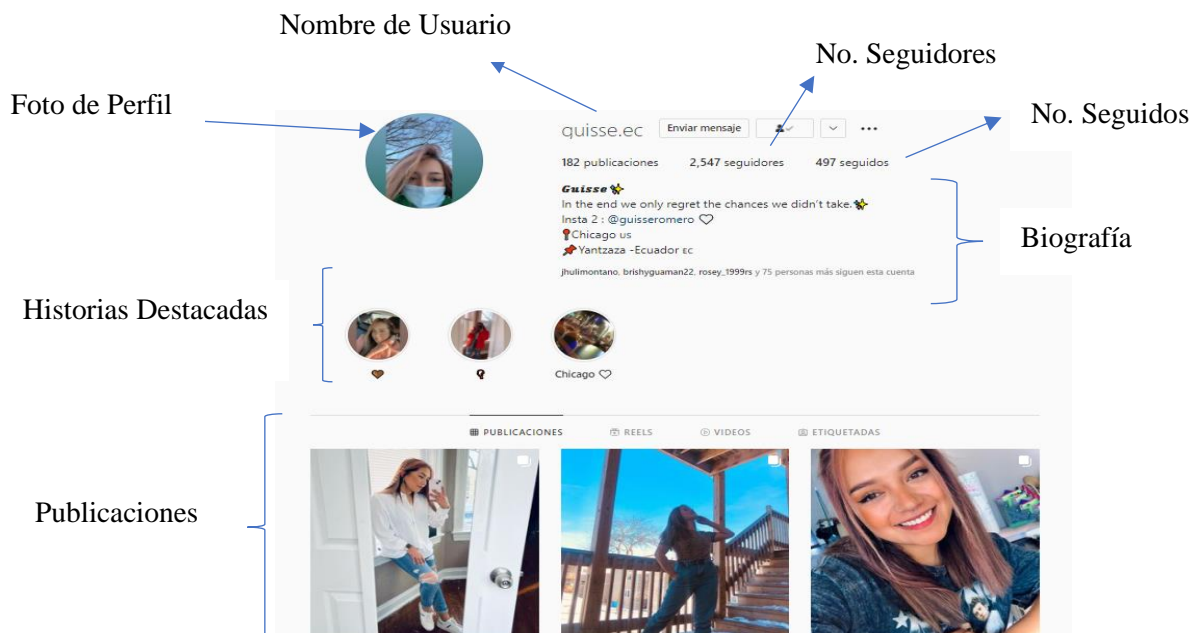 Nombre de Usuario
No. Seguidores
Foto de Perfil
No. Seguidos
quisse.ec Enviar mensaje
182 publicaciones 2,547 seguidores 497 seguidos
Guisse
In the end we only regret the chances we didn't take.
Insta 2 : @guisseromero
Chicago us
Yantzaza -Ecuador EC
jhulimontano, brishyguaman22, rosey_1999rs y 75 personas más siguen esta cuenta
Biografía
Historias Destacadas
Chicago
PUBLICACIONES REELS VIDEOS ETIQUETADAS
Publicaciones